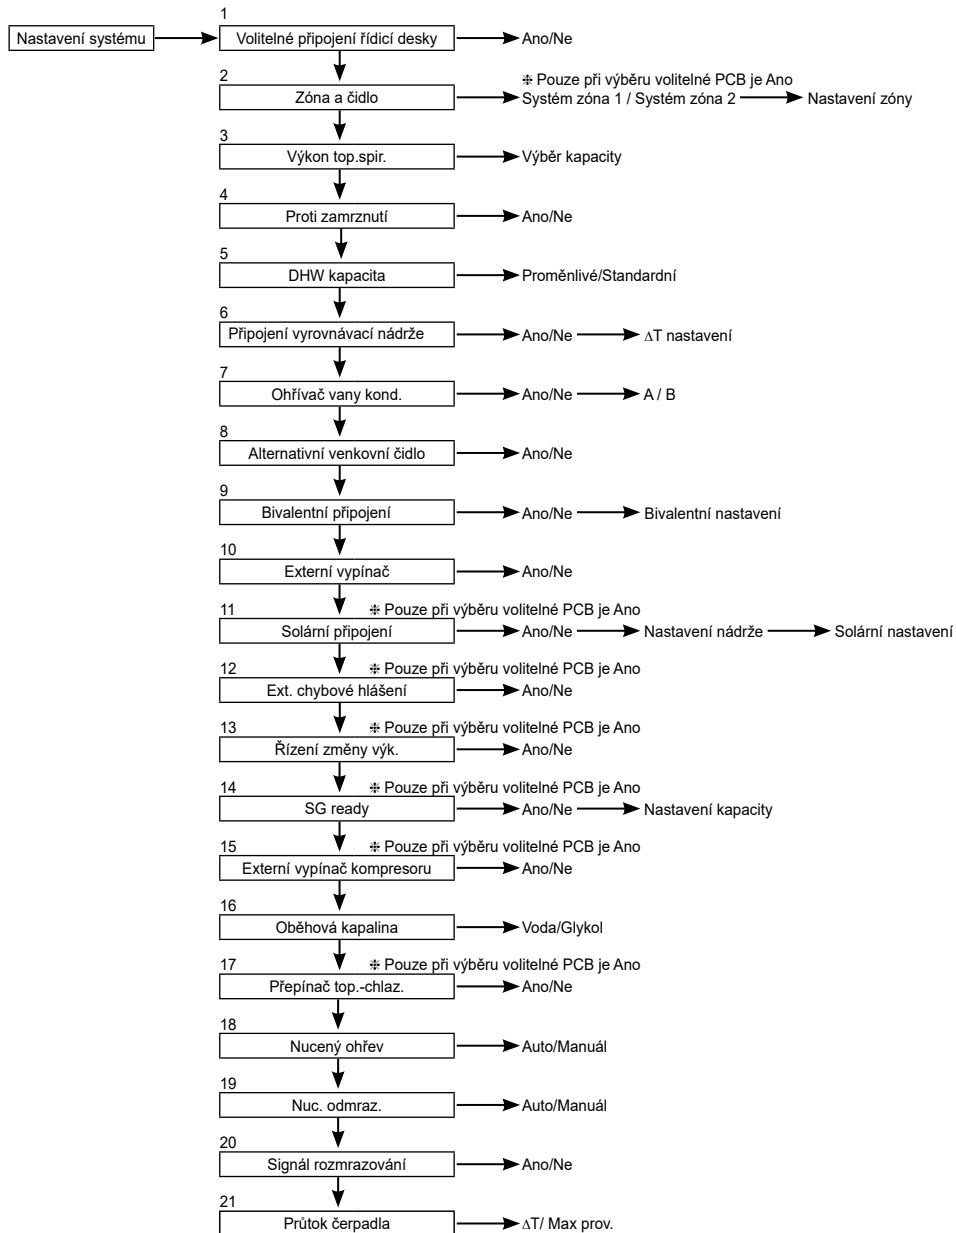 1
Nastavení systému
Volitelné připojení řídicí desky
Ano/Ne
2
❉ Pouze při výběru volitelné PCB je Ano
Zóna a čidlo
Systém zóna 1 / Systém zóna 2
Nastavení zóny
3
Výkon top.spir.
Výběr kapacity
4
Proti zamrznutí
Ano/Ne
5
DHW kapacita
Proměnlivé/Standardní
6
Připojení vyrovnávací nádrže
Ano/Ne
∆T nastavení
7
Ohřívač vany kond.
Ano/Ne
A / B
8
Alternativní venkovní čidlo
Ano/Ne
9
Bivalentní připojení
Ano/Ne
Bivalentní nastavení
10
Externí vypínač
Ano/Ne
11
❉ Pouze při výběru volitelné PCB je Ano
Solární připojení
Ano/Ne
Nastavení nádrže
Solární nastavení
12
❉ Pouze při výběru volitelné PCB je Ano
Ext. chybové hlášení
Ano/Ne
13
❉ Pouze při výběru volitelné PCB je Ano
Řízení změny výk.
Ano/Ne
14
❉ Pouze při výběru volitelné PCB je Ano
SG ready
Ano/Ne
Nastavení kapacity
15
❉ Pouze při výběru volitelné PCB je Ano
Externí vypínač kompresoru
Ano/Ne
16
Oběhová kapalina
Voda/Glykol
17
❉ Pouze při výběru volitelné PCB je Ano
Přepínač top.-chlaz.
Ano/Ne
18
Nucený ohřev
Auto/Manuál
19
Nuc. odmraz.
Auto/Manuál
20
Signál rozmrazování
Ano/Ne
21
Průtok čerpadla
∆T/ Max prov.